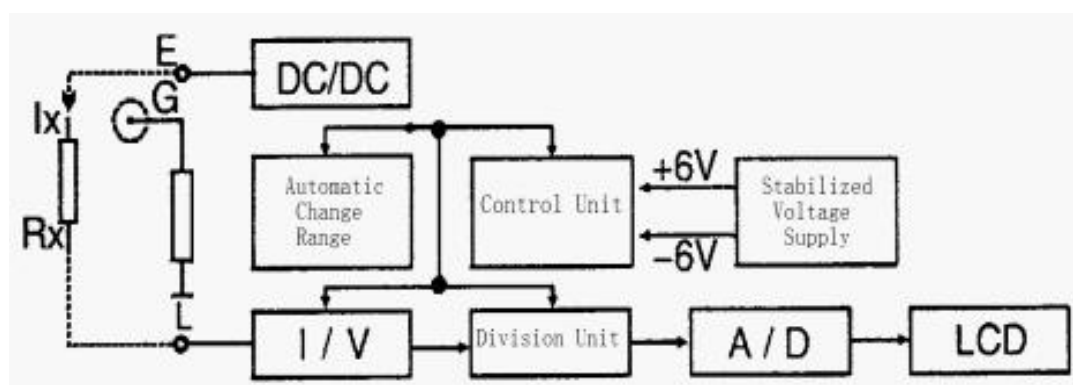 E
DC/DC
G
Ix
Rx
Automatic
Change
Range
Control Unit
+6V
-6V
Stabilized
Voltage
Supply
L
I / V
Division Unit
A / D
LCD